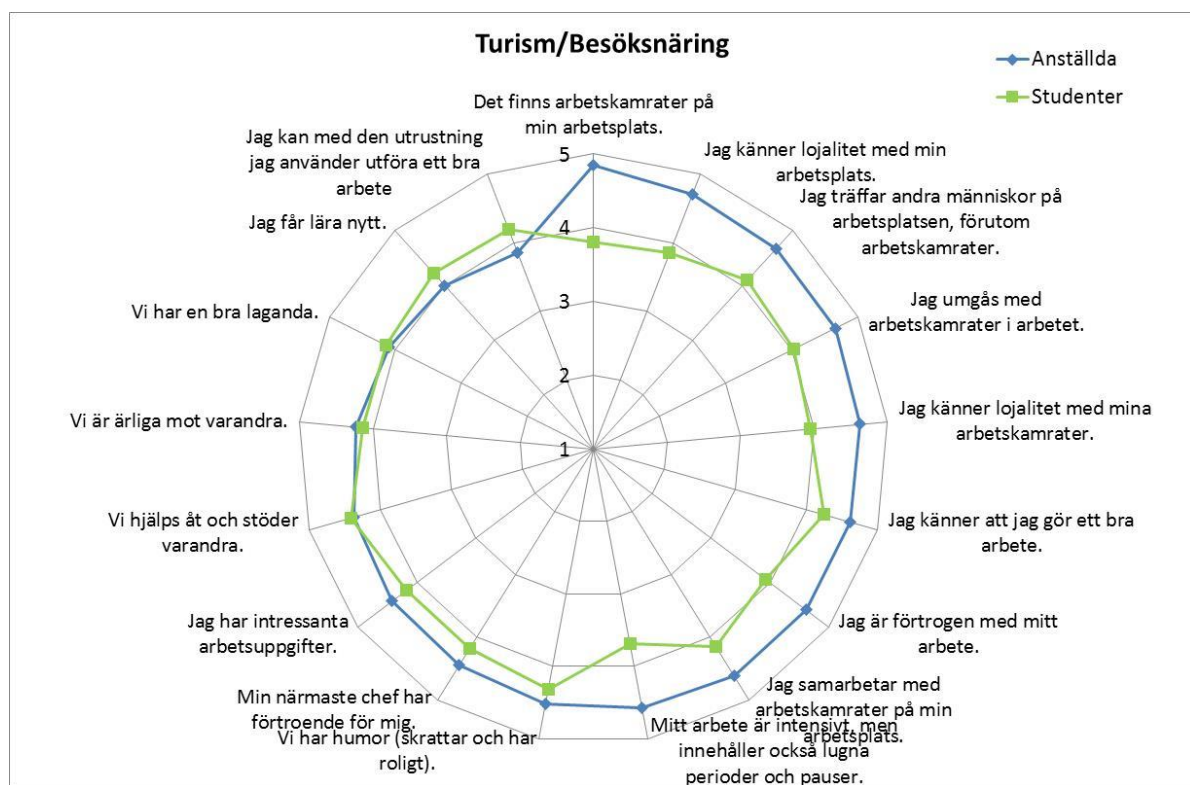 Turism/Besöksnäring
Anställda
Studenter
Det finns arbetskamrater på
min arbetsplats.
Jag känner lojalitet med min
arbetsplats.
Jag träffar andra människor på
arbetsplatsen, förutom
arbetskamrater.
Jag umgås med
arbetskamrater i arbetet.
Jag känner lojalitet med mina
arbetskamrater.
Jag känner att jag gör ett bra
arbete.
Jag är förtrogen med mitt
arbete.
Jag samarbetar med
arbetskamrater på min
arbetsplats.
Mitt arbete är intensivt, men
innehåller också lugna
perioder och pauser.
Vi har humor (skrattar och har
roligt).
Min närmaste chef har
förtroende för mig.
Jag har intressanta
arbetsuppgifter.
Vi hjälps åt och stöder
varandra.
Vi är ärliga mot varandra.
Vi har en bra laganda.
Jag får lära nytt.
Jag kan med den utrustning
jag använder utföra ett bra
arbete
5
4
3
2
1